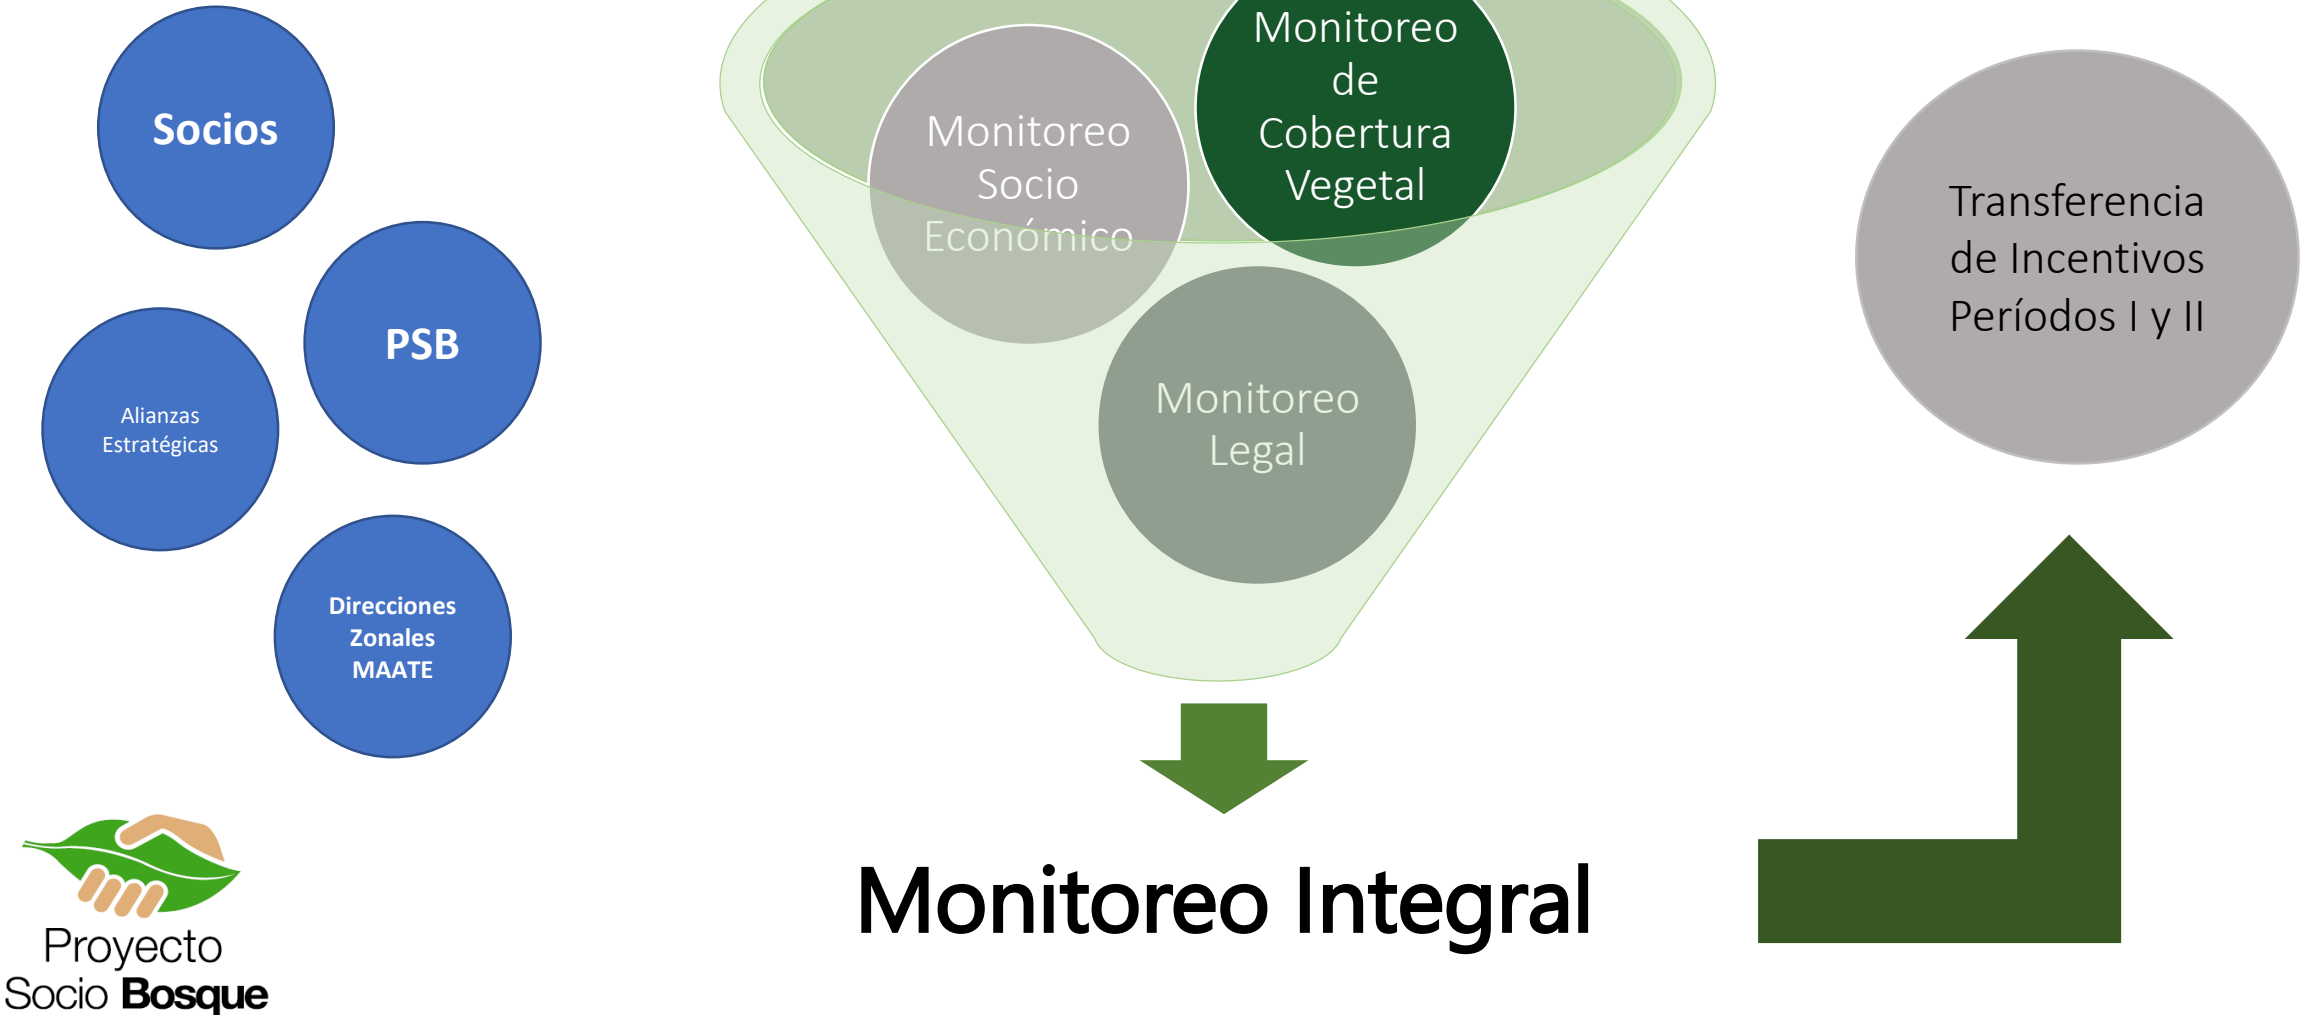 Socios
PSB
Alianzas
Estratégicas
Direcciones
Zonales
MAATE
Proyecto
Socio Bosque
Monitoreo
de
Cobertura
Vegetal
Monitoreo
Socio
Económico
Monitoreo
Legal
Monitoreo Integral
Transferencia
de Incentivos
Períodos I y II